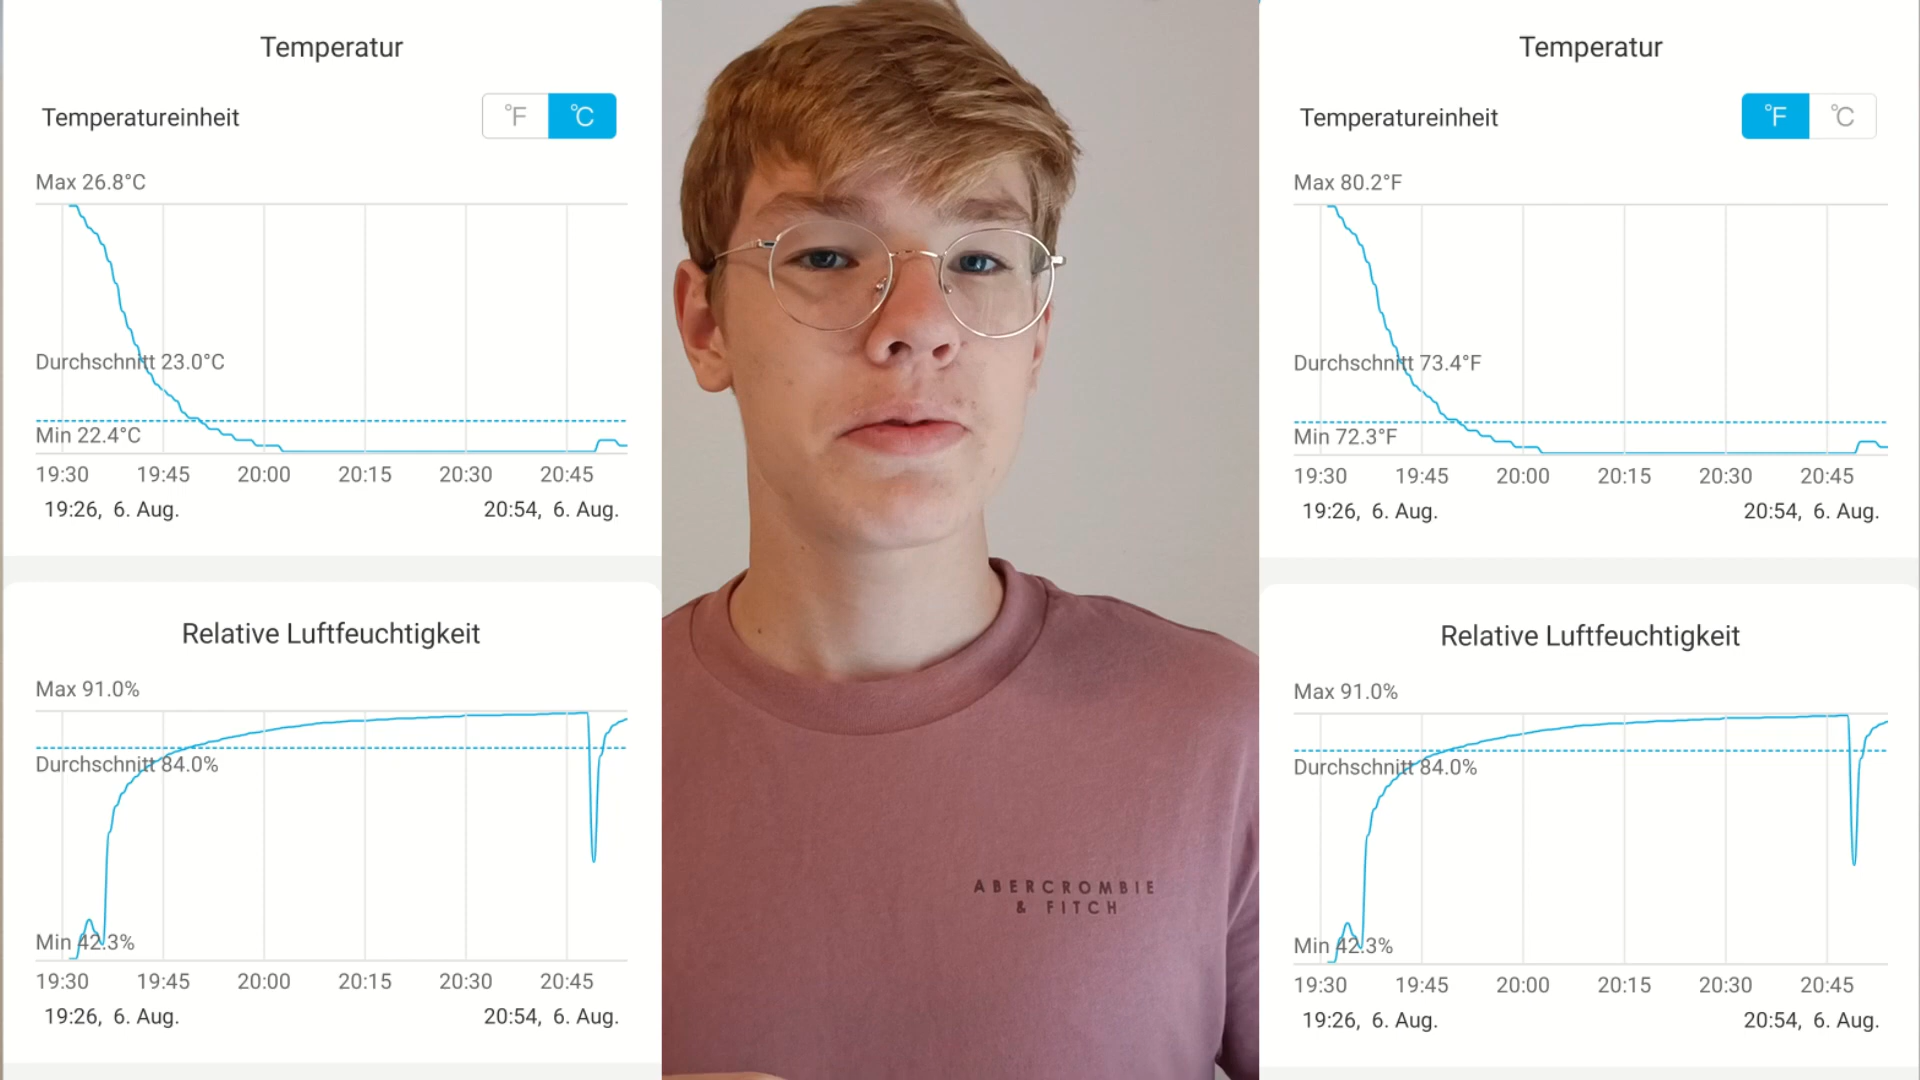 Temperatur
Temperatureinheit
°F °C
Max 26.8°C
Durchschnitt 23.0°C
Min 22.4°C
19:30 19:45 20:00 20:15 20:30 20:45
19:26, 6. Aug. 20:54, 6. Aug.
Relative Luftfeuchtigkeit
Max 91.0%
Durchschnitt 84.0%
Min 42.3%
19:30 19:45 20:00 20:15 20:30 20:45
19:26, 6. Aug. 20:54, 6. Aug.
ABERCROMBIE
& FITCH
Temperatur
Temperatureinheit
°F °C
Max 80.2°F
Durchschnitt 73.4°F
Min 72.3°F
19:30 19:45 20:00 20:15 20:30 20:45
19:26, 6. Aug. 20:54, 6. Aug.
Relative Luftfeuchtigkeit
Max 91.0%
Durchschnitt 84.0%
Min 42.3%
19:30 19:45 20:00 20:15 20:30 20:45
19:26, 6. Aug. 20:54, 6. Aug.